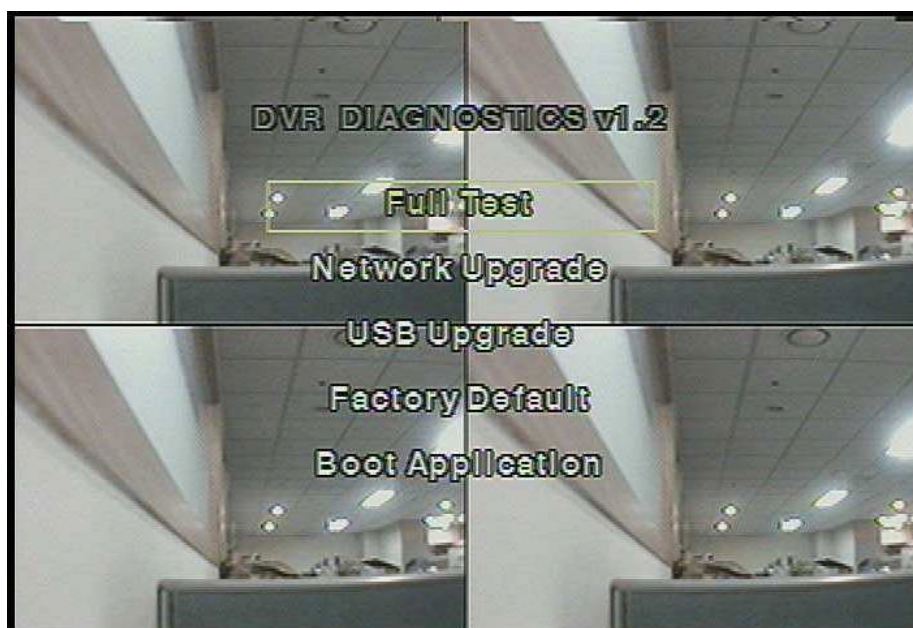 DVR DIAGNOSTICS v1.2
Full Test
Network Upgrade
USB Upgrade
Factory Default
Boot Application